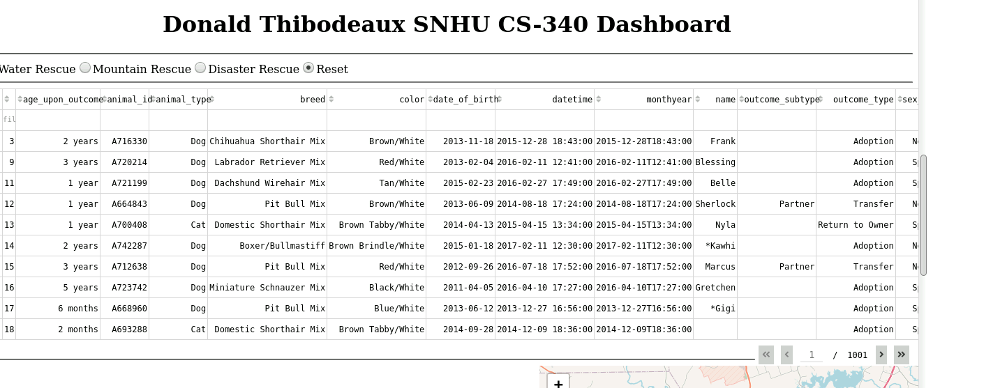 Donald Thibodeaux SNHU CS-340 Dashboard
Water Rescue Mountain Rescue Disaster Rescue Reset
age_upon_outcome animal_id animal_type breed color date_of_birth datetime monthyear name outcome_subtype outcome_type sex_
fil
3 2 years A716330 Dog Chihuahua Shorthair Mix Brown/White 2013-11-18 2015-12-28 18:43:00 2015-12-28T18:43:00 Frank Adoption
9 3 years A720214 Dog Labrador Retriever Mix Red/White 2013-02-04 2016-02-11 12:41:00 2016-02-11T12:41:00 Blessing Adoption
11 1 year A721199 Dog Dachshund Wirehair Mix Tan/White 2015-02-23 2016-02-27 17:49:00 2016-02-27T17:49:00 Belle Adoption
12 1 year A664843 Dog Pit Bull Mix Brown/White 2013-06-09 2014-08-18 17:24:00 2014-08-18T17:24:00 Sherlock Partner Transfer
13 1 year A700408 Cat Domestic Shorthair Mix Brown Tabby/White 2014-04-13 2015-04-15 13:34:00 2015-04-15T13:34:00 Nyla Return to Owner
14 2 years A742287 Dog Boxer/Bullmastiff Brown Brindle/White 2015-01-18 2017-02-11 12:30:00 2017-02-11T12:30:00 *Kawhi Adoption
15 3 years A712638 Dog Pit Bull Mix Red/White 2012-09-26 2016-07-18 17:52:00 2016-07-18T17:52:00 Marcus Partner Transfer
16 5 years A723742 Dog Miniature Schnauzer Mix Black/White 2011-04-05 2016-04-10 17:27:00 2016-04-10T17:27:00 Gretchen Adoption
17 6 months A668960 Dog Pit Bull Mix Blue/White 2013-06-12 2013-12-27 16:56:00 2013-12-27T16:56:00 *Gigi Adoption
18 2 months A693288 Cat Domestic Shorthair Mix Brown Tabby/White 2014-09-28 2014-12-09 18:36:00 2014-12-09T18:36:00 Adoption
1 / 1001
+